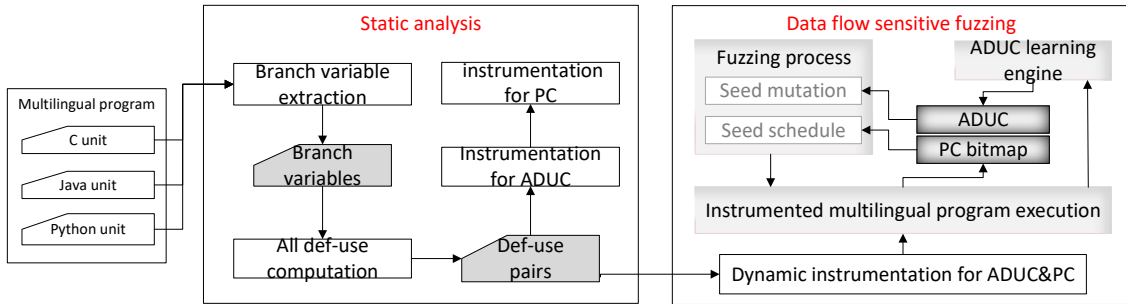 Multilingual program
C unit
Java unit
Python unit
Static analysis
Branch variable
extraction
Branch
variables
All def-use
computation
instrumentation
for PC
Instrumentation
for ADUC
Def-use
pairs
Data flow sensitive fuzzing
Fuzzing process
Seed mutation
Seed schedule
ADUC learning
engine
ADUC
PC bitmap
Instrumented multilingual program execution
Dynamic instrumentation for ADUC&PC